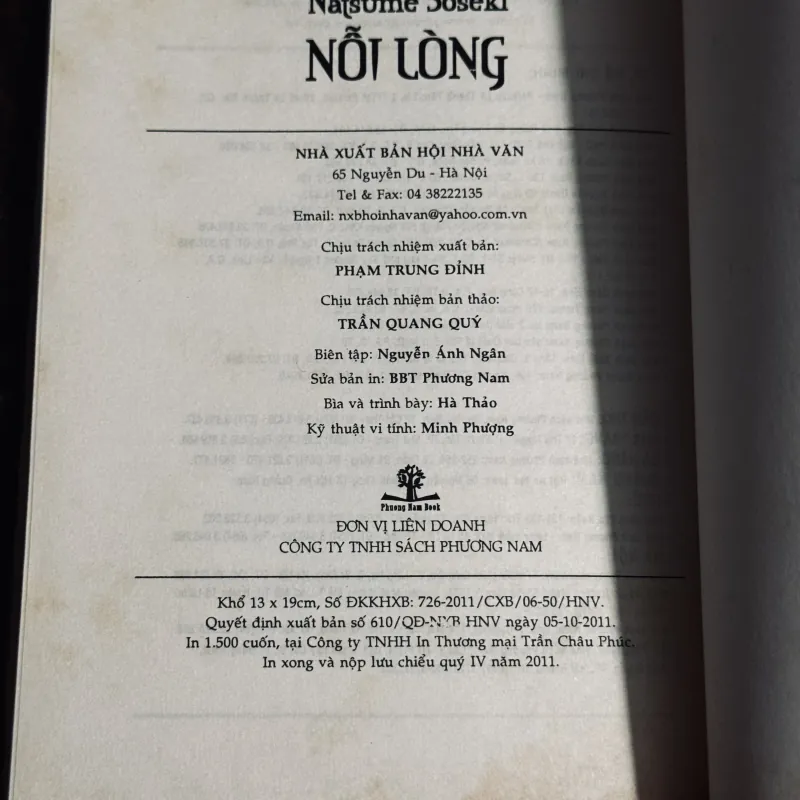 Natsume Soseki
NỖI LÒNG
NHÀ XUẤT BẢN HỘI NHÀ VĂN
65 Nguyễn Du - Hà Nội
Tel & Fax: 04 38222135
Email: nxbhoinhavan@yahoo.com.vn
Chịu trách nhiệm xuất bản:
PHẠM TRUNG ĐỈNH
Chịu trách nhiệm bản thảo:
TRẦN QUANG QUÝ
Biên tập: Nguyễn Ánh Ngân
Sửa bản in: BBT Phương Nam
Bìa và trình bày: Hà Thảo
Kỹ thuật vi tính: Minh Phượng
Phuong Nam Book
ĐƠN VỊ LIÊN DOANH
CÔNG TY TNHH SÁCH PHƯƠNG NAM
Khổ 13 x 19cm, Số ĐKKHXB: 726-2011/CXB/06-50/HNV.
Quyết định xuất bản số 610/QĐ-NXB HNV ngày 05-10-2011.
In 1.500 cuốn, tại Công ty TNHH In Thương mại Trần Châu Phúc.
In xong và nộp lưu chiểu quý IV năm 2011.